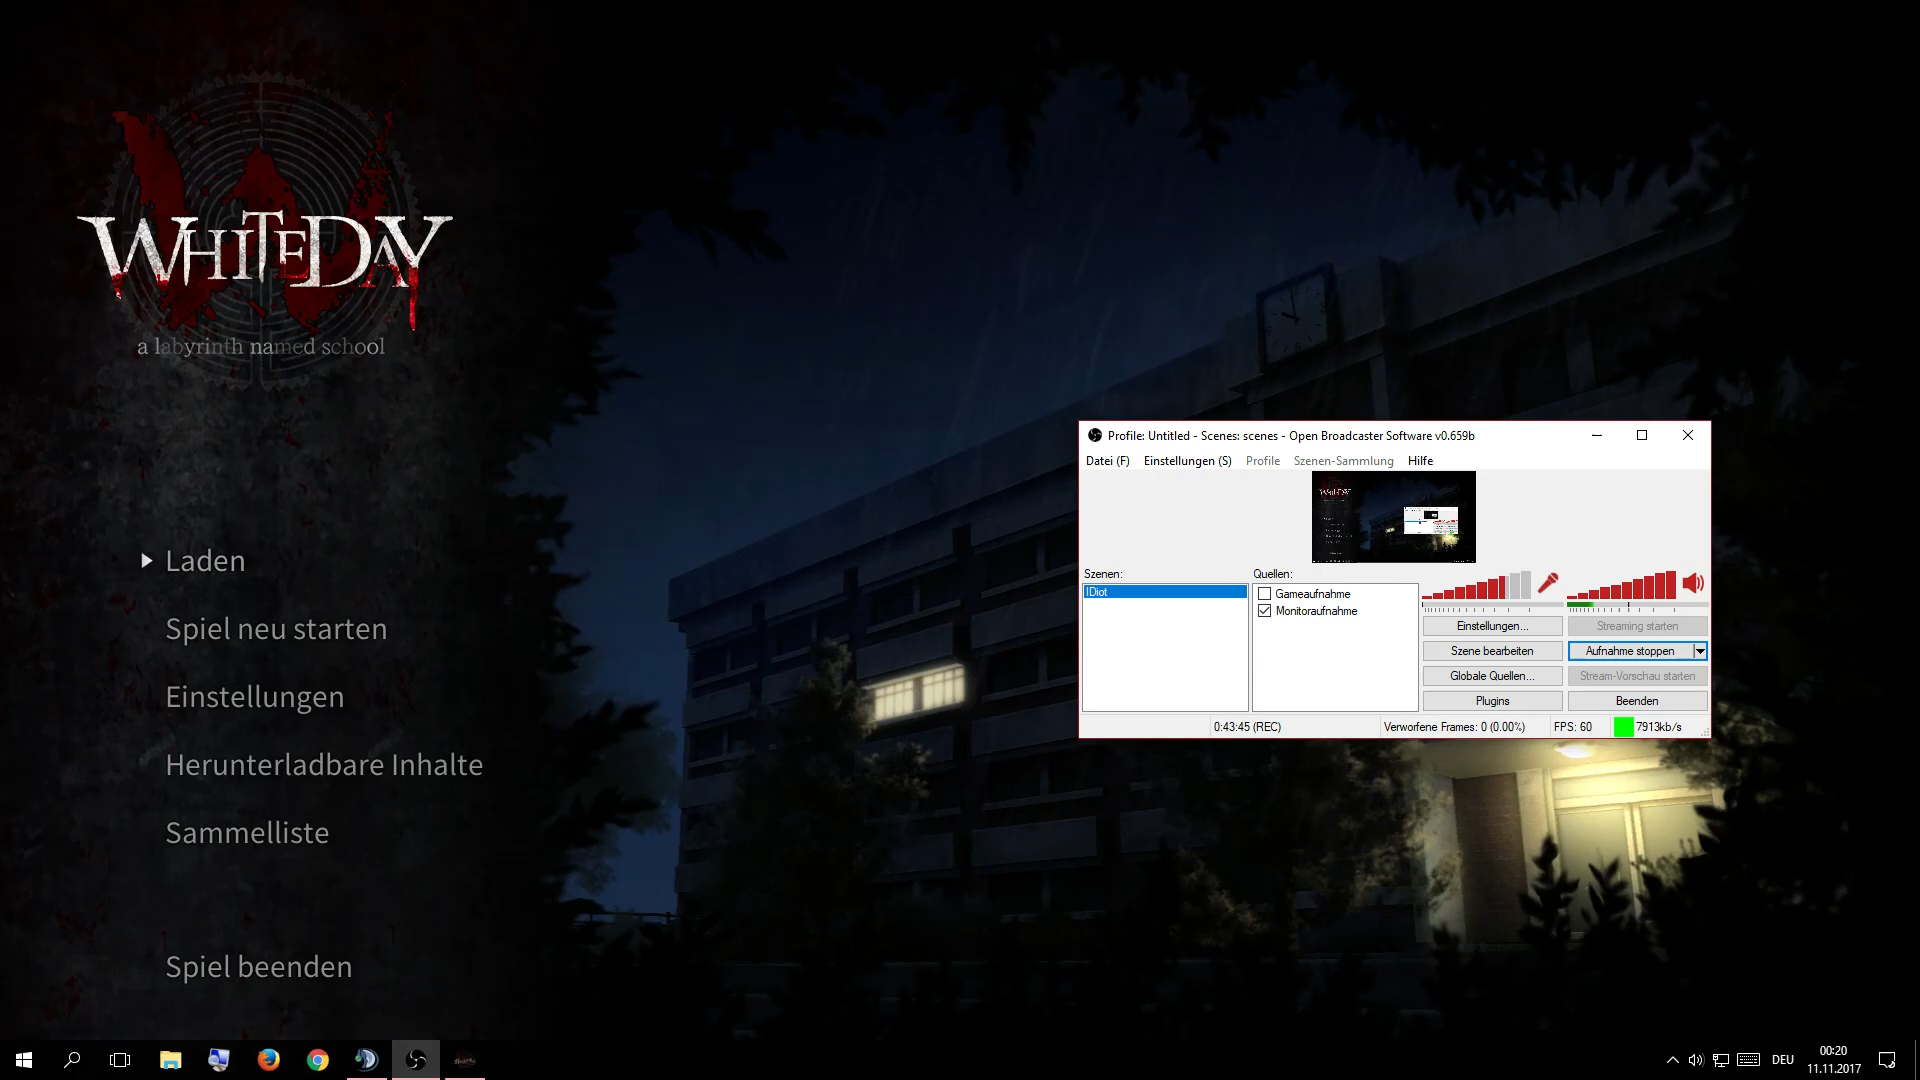 WHITEDAY
a labyrinth named school
Laden
Spiel neu starten
Einstellungen
Herunterladbare Inhalte
Sammelliste
Spiel beenden
Profile: Untitled - Scenes: scenes - Open Broadcaster Software v0.659b
Datei (F) Einstellungen (S) Profile Szenen-Sammlung Hilfe
Szenen: Quellen:
IDiot
Gameaufnahme
Monitoraufnahme
Einstellungen... Streaming starten
Szene bearbeiten Aufnahme stoppen
Globale Quellen... Stream-Vorschau starten
Plugins Beenden
0:43:45 (REC) Verworfene Frames: 0 (0.00%) FPS: 60 7913kb/s
DEU 00:20
11.11.2017